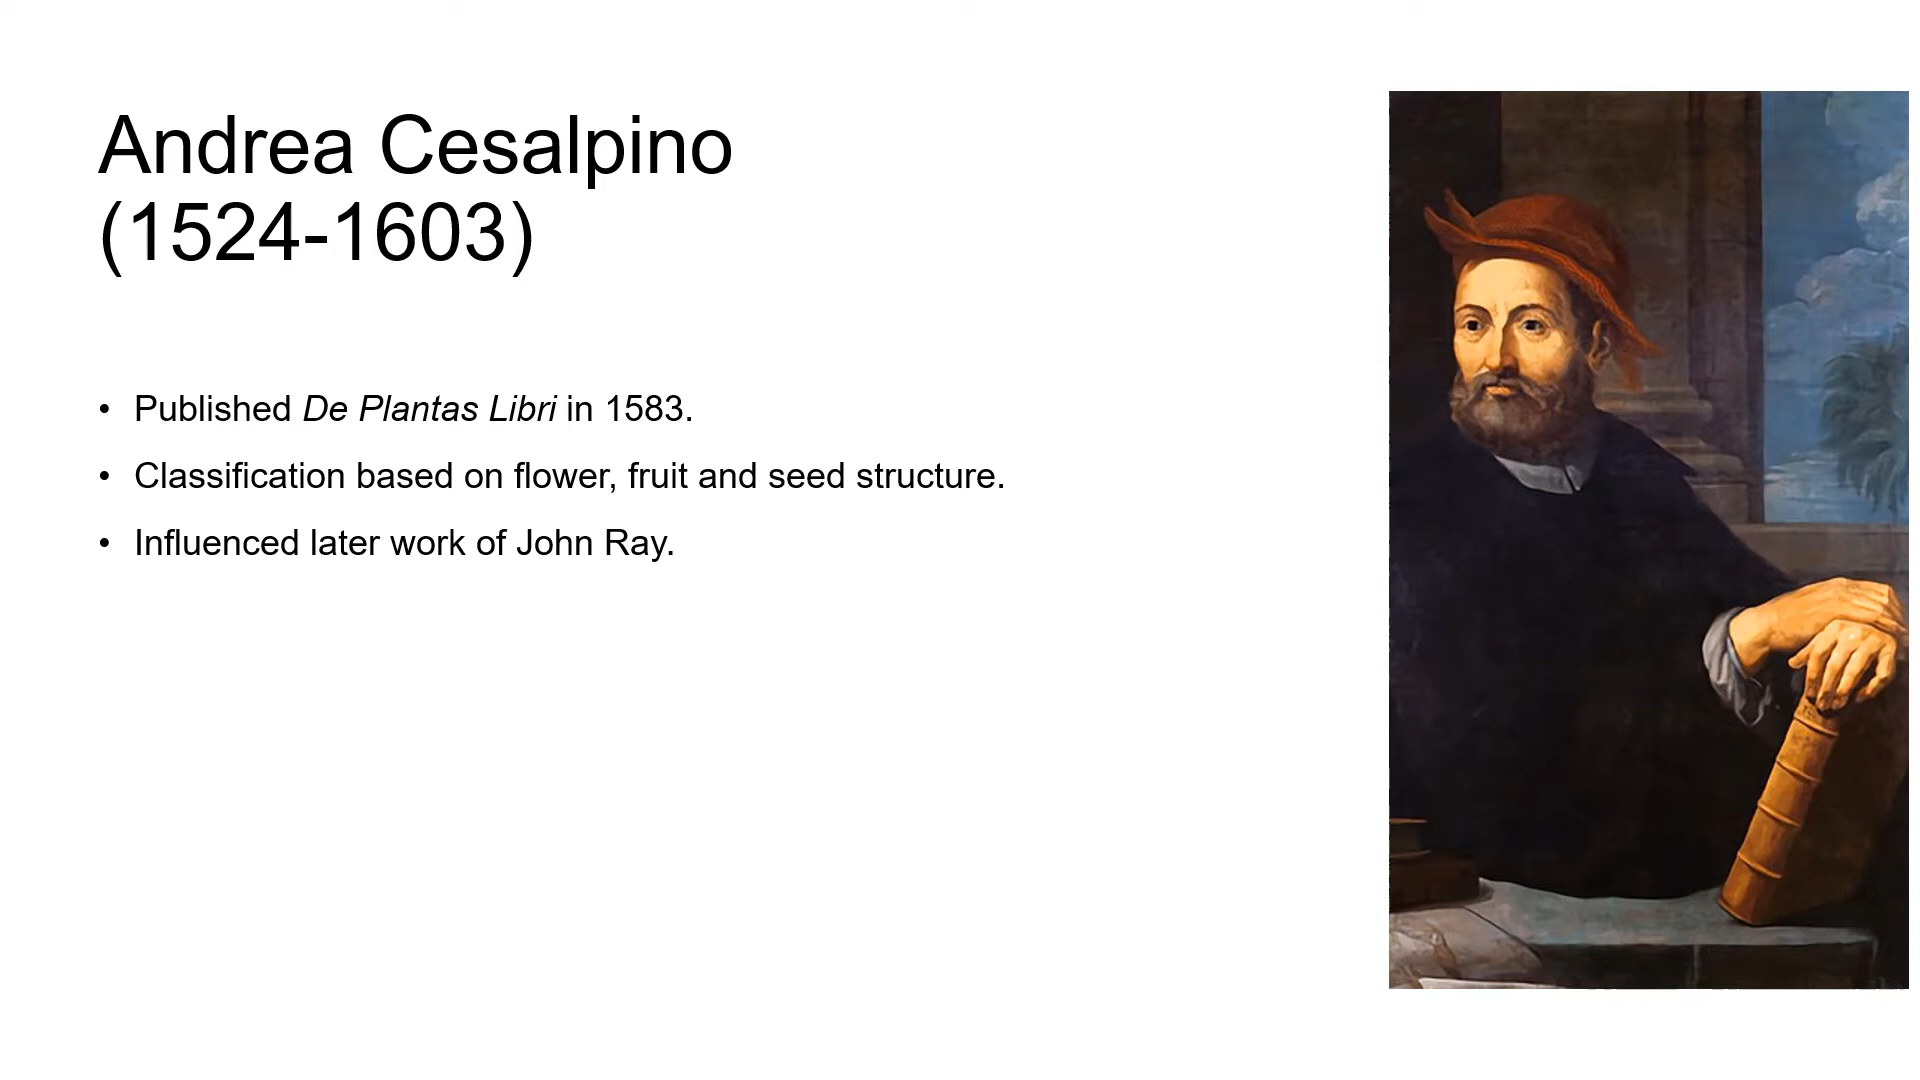 Andrea Cesalpino
(1524-1603)
• Published De Plantas Libri in 1583.
• Classification based on flower, fruit and seed structure.
• Influenced later work of John Ray.